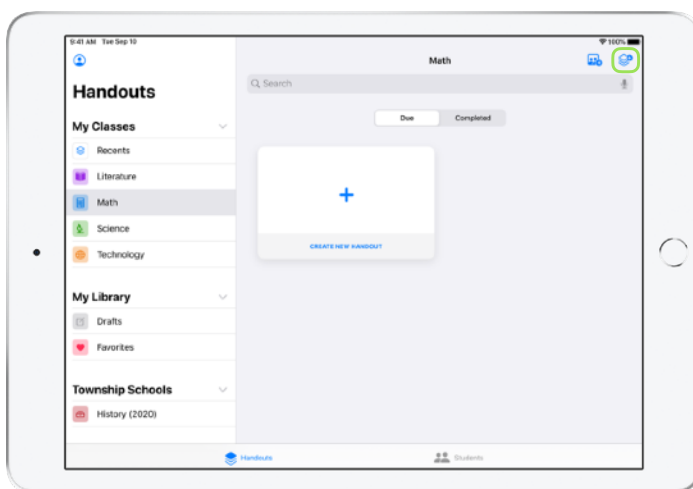 9:41 AM Tue Sep 10
100%
Handouts
My Classes
Recents
Literature
Math
Science
Technology
My Library
Drafts
Favorites
Township Schools
History (2020)
Math
Search
Due
Completed
CREATE NEW HANDOUT
Handouts
Students